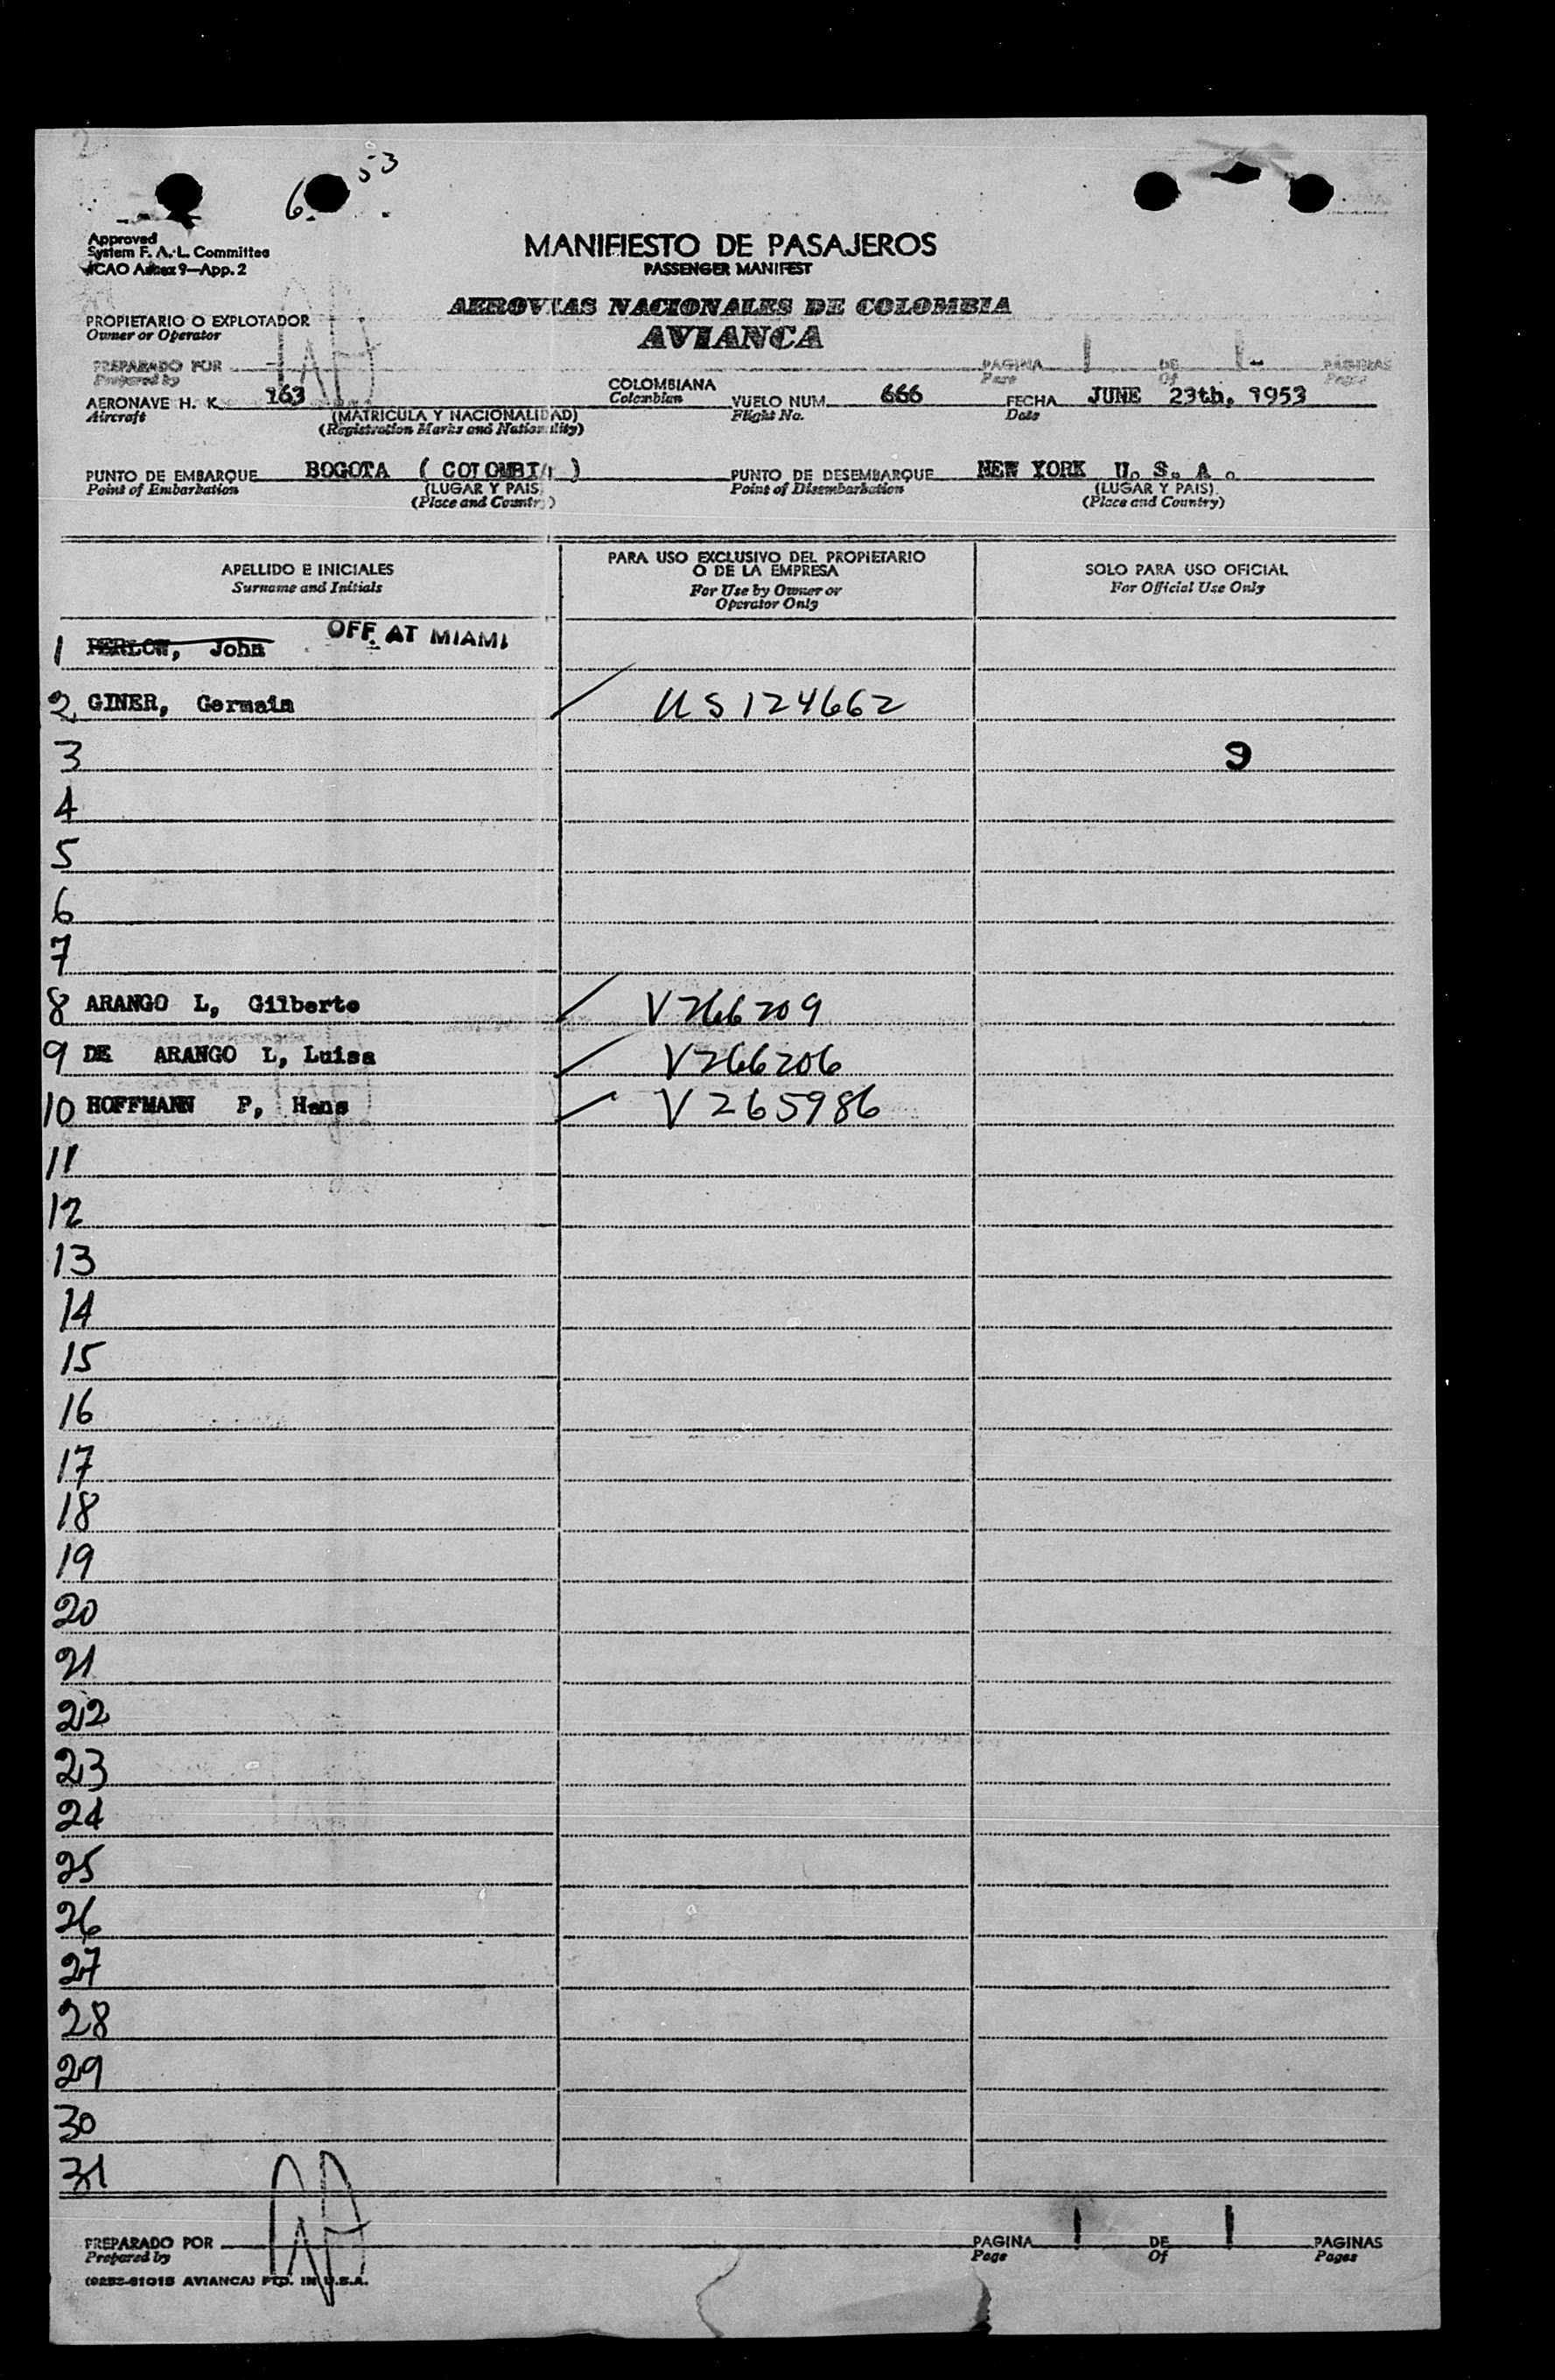 53
6.
Approved
System F. A.-L. Committee
ICAO Annex 9—App. 2
MANIFIESTO DE PASAJEROS
PASSENGER MANIFEST
AEROVIAS NACIONALES DE COLOMBIA
AVIANCA
PROPIETARIO O EXPLOTADOR
Owner or Operator
PREPARADO POR PAGINA 1 DE 1- PAGINAS
Prepared by Page Of Pages
AERONAVE H. K. 163 COLOMBIANA VUELO NUM. 666 FECHA JUNE 23th, 1953
Aircraft (MATRICULA Y NACIONALIDAD) Colombian Flight No. Date
(Registration Marks and Nationality)
PUNTO DE EMBARQUE BOGOTA ( COLOMBIA ) PUNTO DE DESEMBARQUE NEW YORK U. S. A .
Point of Embarkation (LUGAR Y PAIS) Point of Disembarkation (LUGAR Y PAIS)
(Place and Country) (Place and Country)
APELLIDO E INICIALES PARA USO EXCLUSIVO DEL PROPIETARIO O DE LA EMPRESA SOLO PARA USO OFICIAL
Surname and Initials For Use by Owner or Operator Only For Official Use Only
1 PERLOW, John OFF AT MIAMI
2 GINER, Germain US124662
3 9
4
5
6
7
8 ARANGO L, Gilberto V266209
9 DE ARANGO L, Luisa V266206
10 HOFFMANN P, Hans V265986
11
12
13
14
15
16
17
18
19
20
21
22
23
24
25
26
27
28
29
30
31
PREPARADO POR PAGINA 1 DE 1 PAGINAS
Prepared by Page Of Pages
AVIANCA) PTD. IN U.S.A.